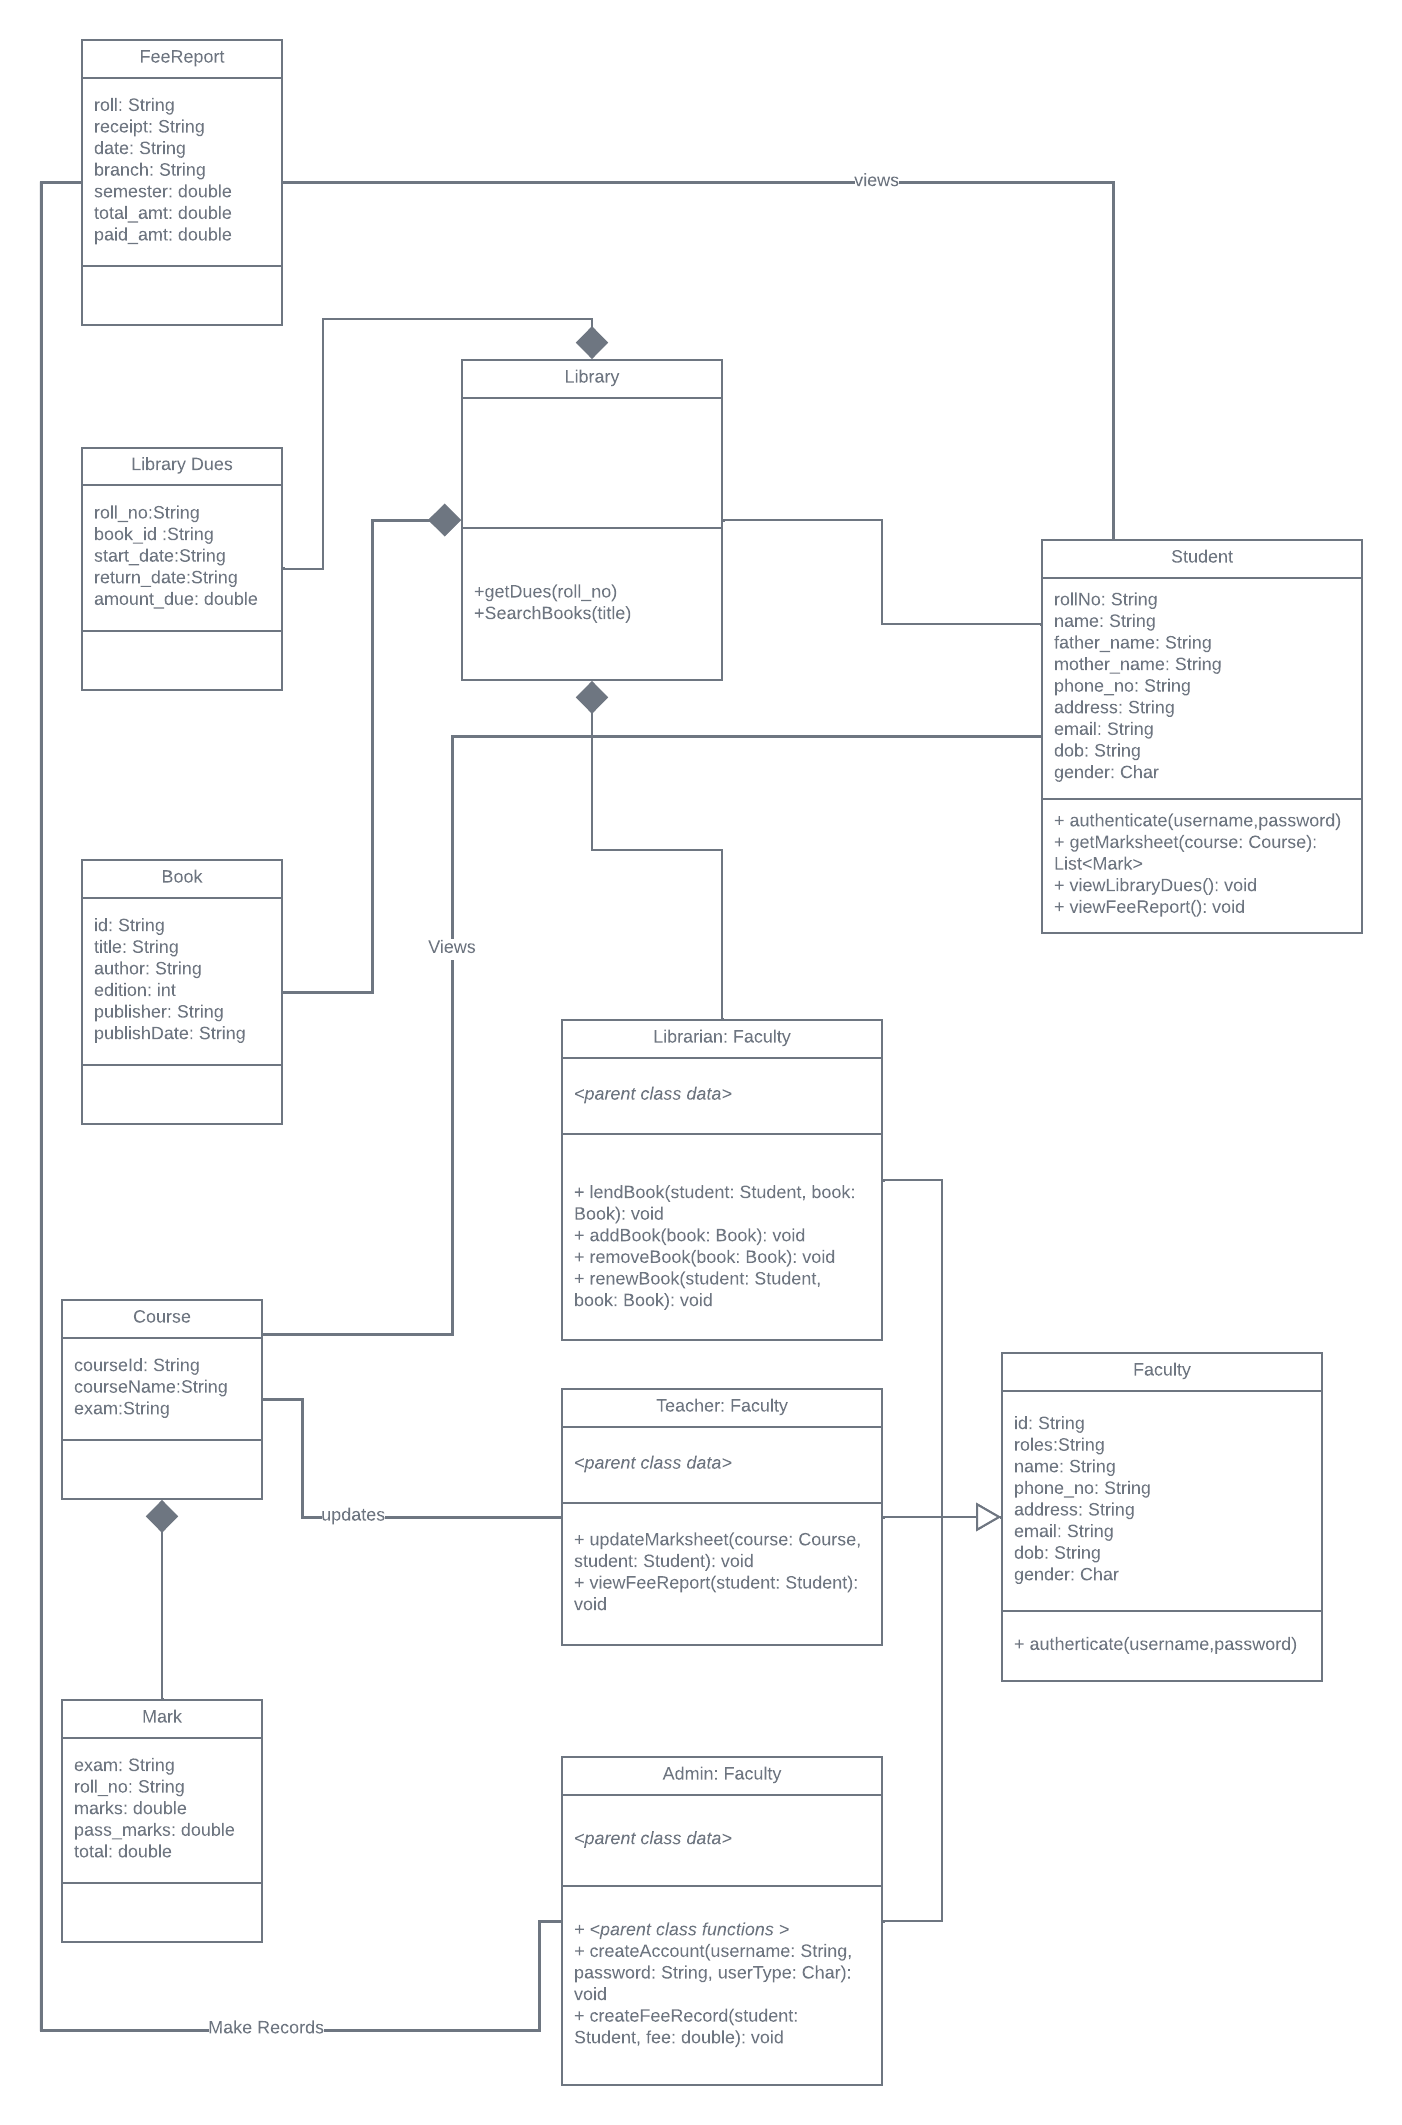 FeeReport
roll: String
receipt: String
date: String
branch: String
semester: double
total_amt: double
paid_amt: double
views
Library
+getDues(roll_no)
+SearchBooks(title)
Library Dues
roll_no:String
book_id :String
start_date:String
return_date:String
amount_due: double
Student
rollNo: String
name: String
father_name: String
mother_name: String
phone_no: String
address: String
email: String
dob: String
gender: Char
+ authenticate(username,password)
+ getMarksheet(course: Course):
List<Mark>
+ viewLibraryDues(): void
+ viewFeeReport(): void
Book
id: String
title: String
author: String
edition: int
publisher: String
publishDate: String
Views
Librarian: Faculty
<parent class data>
+ lendBook(student: Student, book:
Book): void
+ addBook(book: Book): void
+ removeBook(book: Book): void
+ renewBook(student: Student,
book: Book): void
Course
courseId: String
courseName:String
exam:String
updates
Teacher: Faculty
<parent class data>
+ updateMarksheet(course: Course,
student: Student): void
+ viewFeeReport(student: Student):
void
Faculty
id: String
roles:String
name: String
phone_no: String
address: String
email: String
dob: String
gender: Char
+ autherticate(username,password)
Mark
exam: String
roll_no: String
marks: double
pass_marks: double
total: double
Admin: Faculty
<parent class data>
+ <parent class functions >
+ createAccount(username: String,
password: String, userType: Char):
void
+ createFeeRecord(student:
Student, fee: double): void
Make Records